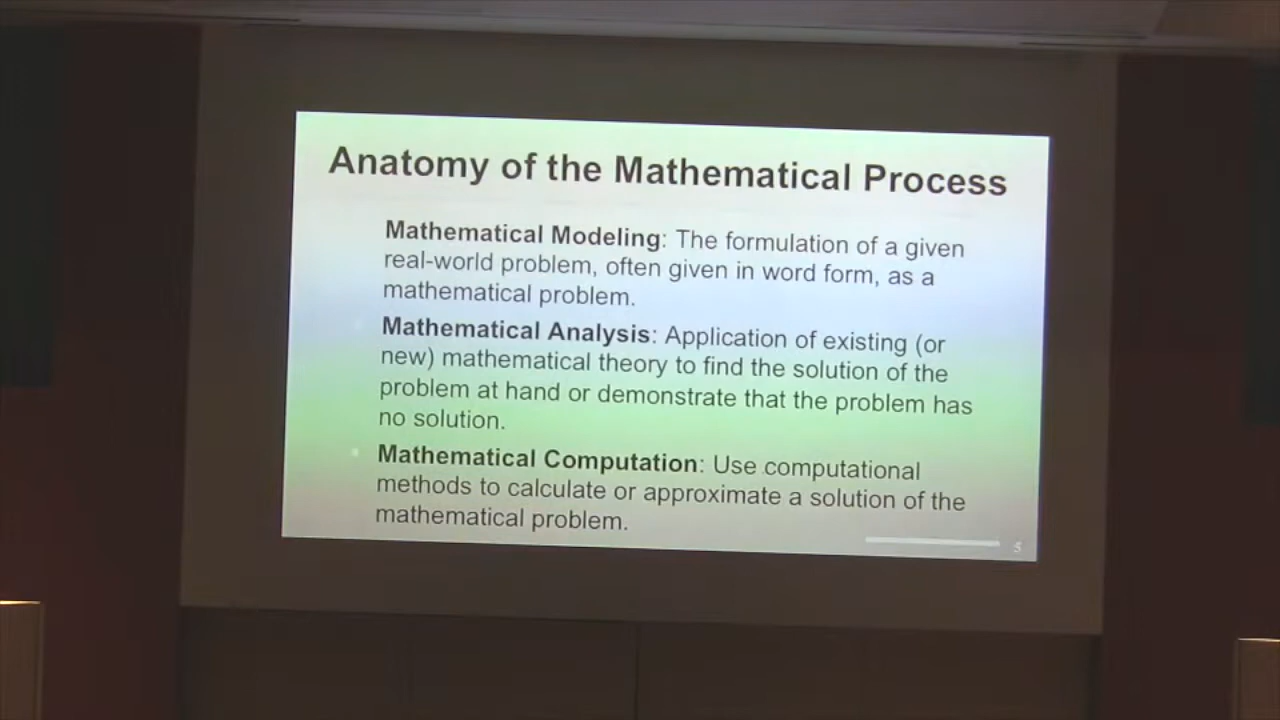 Anatomy of the Mathematical Process
Mathematical Modeling: The formulation of a given
real-world problem, often given in word form, as a
mathematical problem.
Mathematical Analysis: Application of existing (or
new) mathematical theory to find the solution of the
problem at hand or demonstrate that the problem has
no solution.
Mathematical Computation: Use computational
methods to calculate or approximate a solution of the
mathematical problem.
5